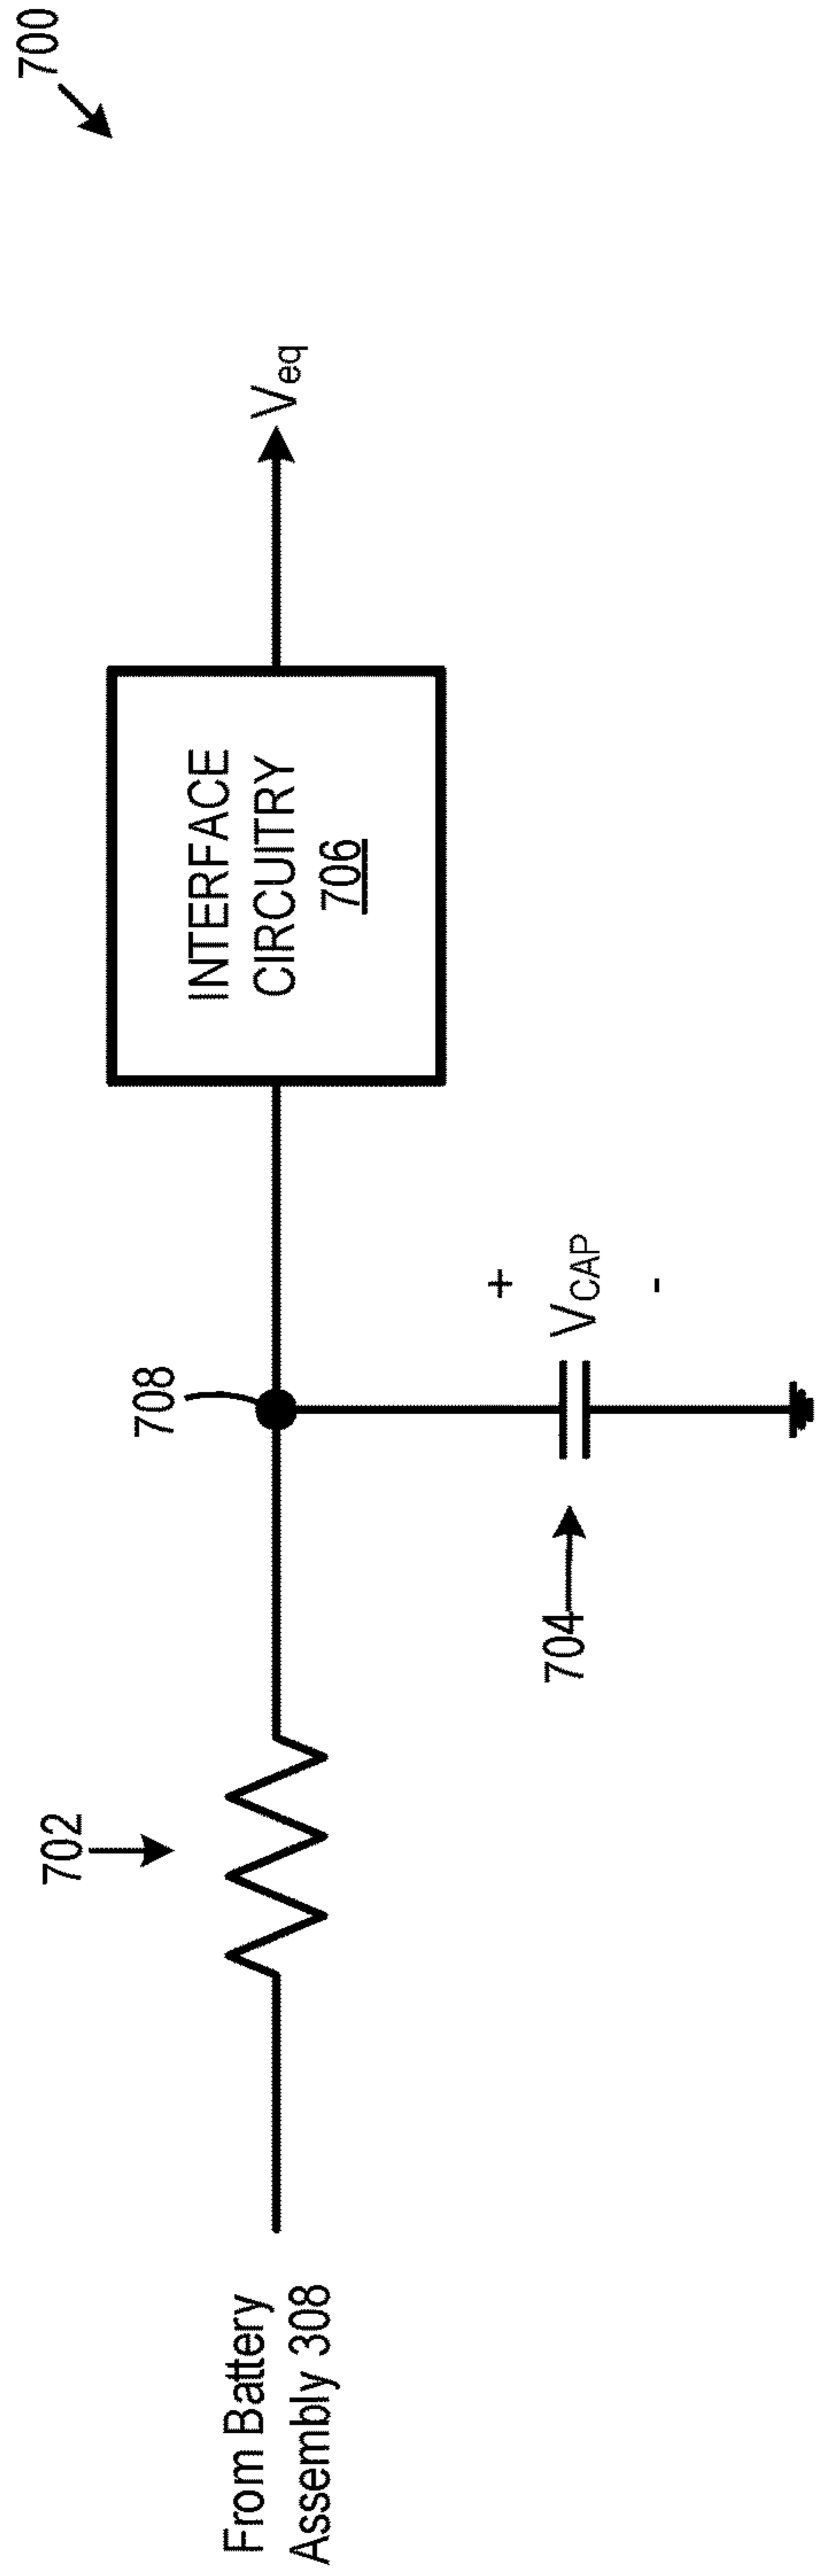 700
702
708
From Battery
Assembly 308
INTERFACE
CIRCUITRY
706
Veq
704
+
VCAP
-